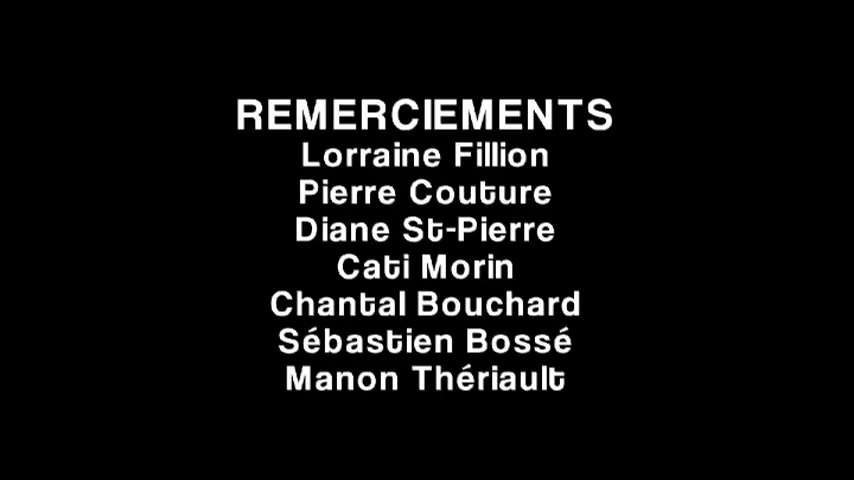 REMERCIEMENTS
Lorraine Fillion
Pierre Couture
Diane St-Pierre
Cati Morin
Chantal Bouchard
Sébastien Bossé
Manon Thériault